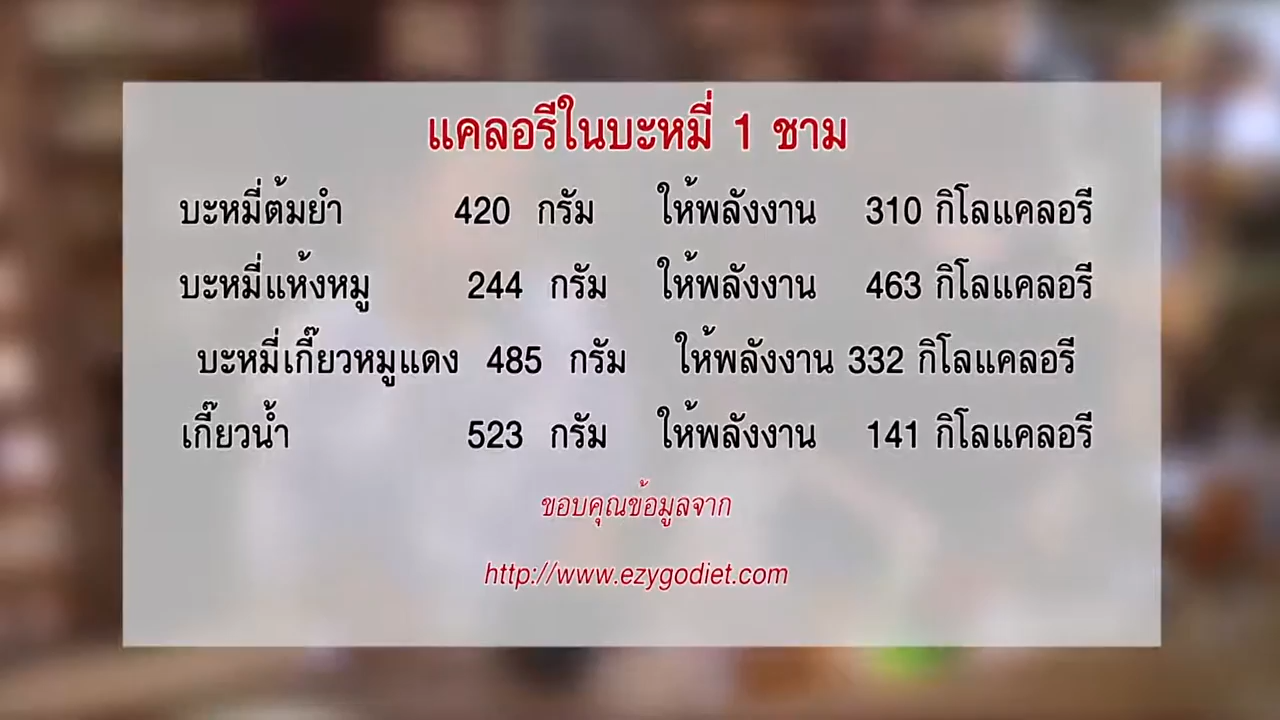 แคลอรีในบะหมี่ 1 ชาม
บะหมี่ต้มยำ 420 กรัม ให้พลังงาน 310 กิโลแคลอรี
บะหมี่แห้งหมู 244 กรัม ให้พลังงาน 463 กิโลแคลอรี
บะหมี่เกี๊ยวหมูแดง 485 กรัม ให้พลังงาน 332 กิโลแคลอรี
เกี๊ยวน้ำ 523 กรัม ให้พลังงาน 141 กิโลแคลอรี
ขอบคุณข้อมูลจาก
http://www.ezygodiet.com